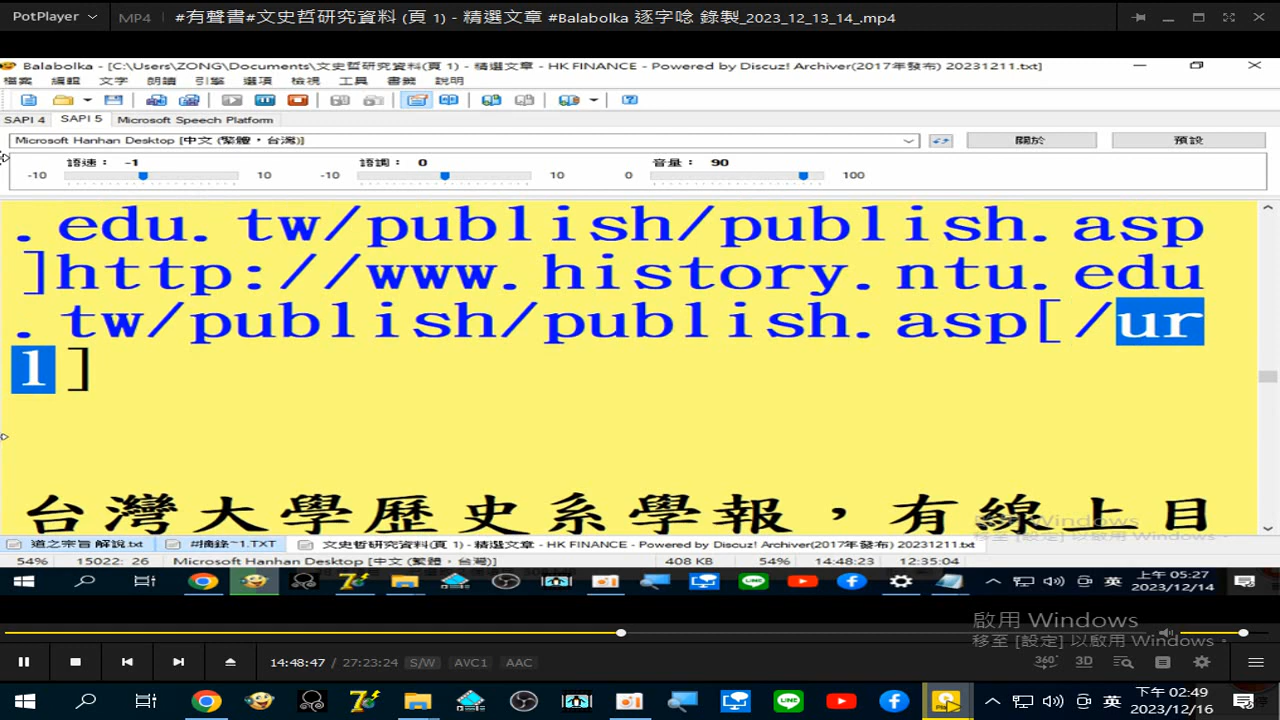 PotPlayer
MP4
#有聲書#文史哲研究資料 (頁 1) - 精選文章 #Balabolka 逐字唸 錄製_2023_12_13_14_.mp4
Balabolka - [C:\Users\ZONG\Documents\文史哲研究資料(頁 1) - 精選文章 - HK FINANCE - Powered by Discuz! Archiver(2017年發布) 20231211.txt]
檔案 編輯 文字 朗讀 引擎 選項 檢視 工具 書籤 說明
SAPI 4 SAPI 5 Microsoft Speech Platform
Microsoft Hanhan Desktop [中文 (繁體，台灣)]
關於 預設
語速： -1 語調： 0 音量： 90
-10 10 -10 10 0 100
.edu.tw/publish/publish.asp
]http://www.history.ntu.edu
.tw/publish/publish.asp[/ur
l]
台灣大學歷史系學報，有線上目
啟用 Windows
移至 [設定] 以啟用 Windows
道之宗旨 解說.txt #摘錄~1.TXT 文史哲研究資料(頁 1) - 精選文章 - HK FINANCE - Powered by Discuz! Archiver(2017年發布) 20231211.txt
54% 15022: 26 Microsoft Hanhan Desktop [中文 (繁體，台灣)] 408 KB 54% 14:48:23 12:35:04
英
上午 05:27
2023/12/14
啟用 Windows
移至 [設定] 以啟用 Windows。
14:48:47 / 27:23:24 S/W AVC1 AAC
360° 3D
英
下午 02:49
2023/12/16